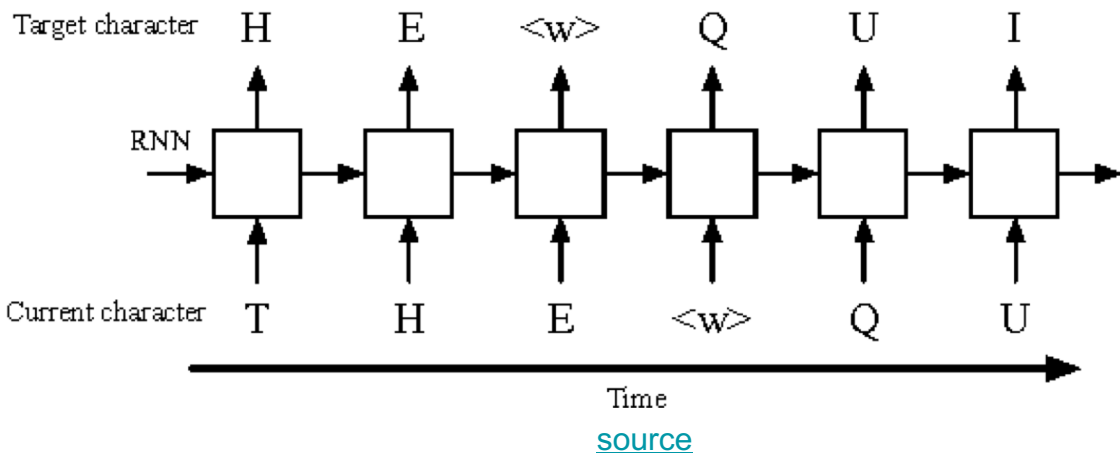 Target character H E <w> Q U I
RNN
Current character T H E <w> Q U
Time
source